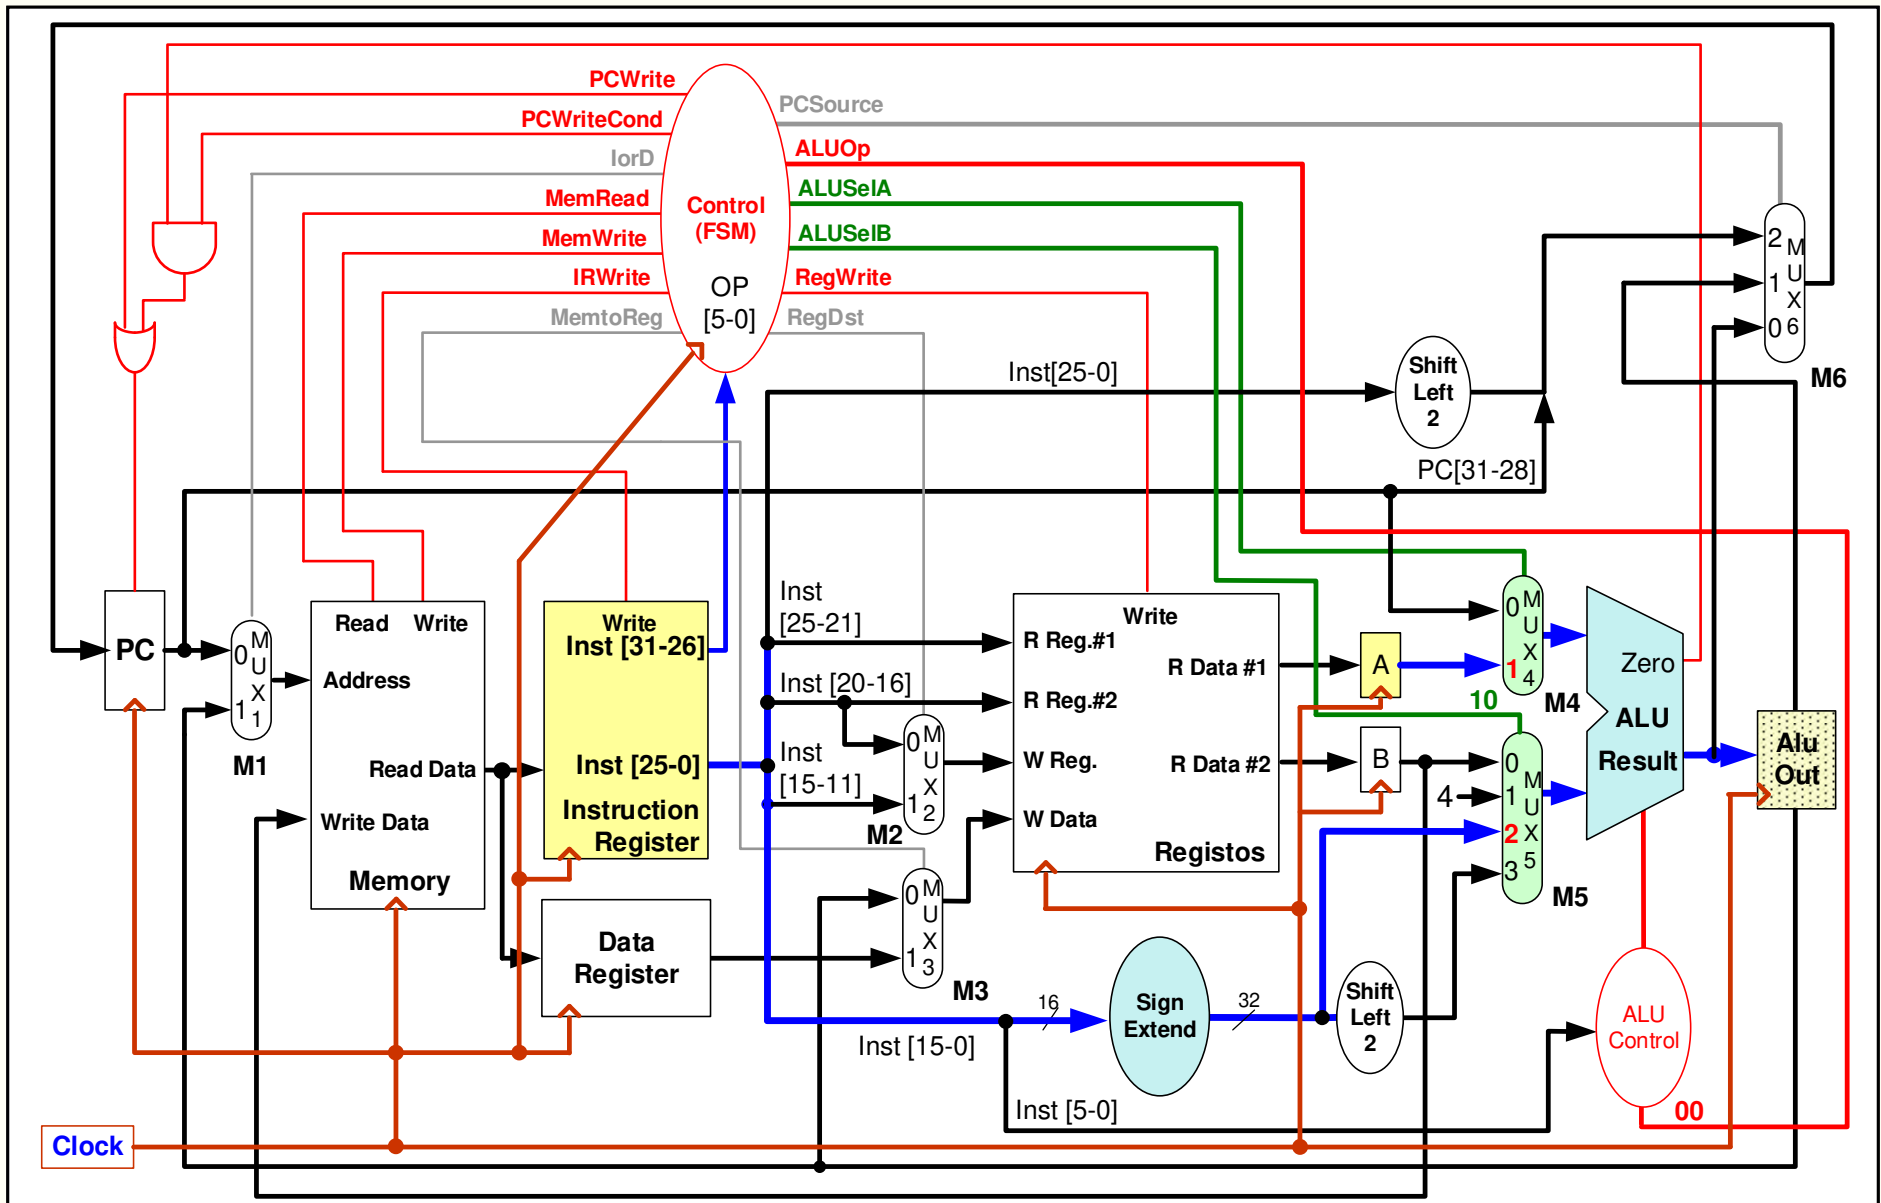 PCWrite
PCWriteCond
IorD
MemRead
MemWrite
IRWrite
MemtoReg
Control
(FSM)
OP
[5-0]
PCSource
ALUOp
ALUSelA
ALUSelB
RegWrite
RegDst
2
1
0
M
U
X
6
M6
Inst[25-0]
Shift
Left
2
PC[31-28]
PC
0
1
M
U
X
1
M1
Read
Write
Address
Read Data
Write Data
Memory
Write
Inst [31-26]
Inst [25-0]
Instruction
Register
Data
Register
Inst
[25-21]
Inst [20-16]
Inst
[15-11]
0
1
M
U
X
2
M2
0
1
M
U
X
3
M3
Write
R Reg.#1
R Reg.#2
W Reg.
W Data
R Data #1
R Data #2
Registos
A
B
0
1
M
U
X
4
M4
10
0
4
1
2
3
M
U
X
5
M5
Zero
ALU
Result
Alu
Out
16
Sign
Extend
32
Shift
Left
2
ALU
Control
Inst [15-0]
Inst [5-0]
00
Clock